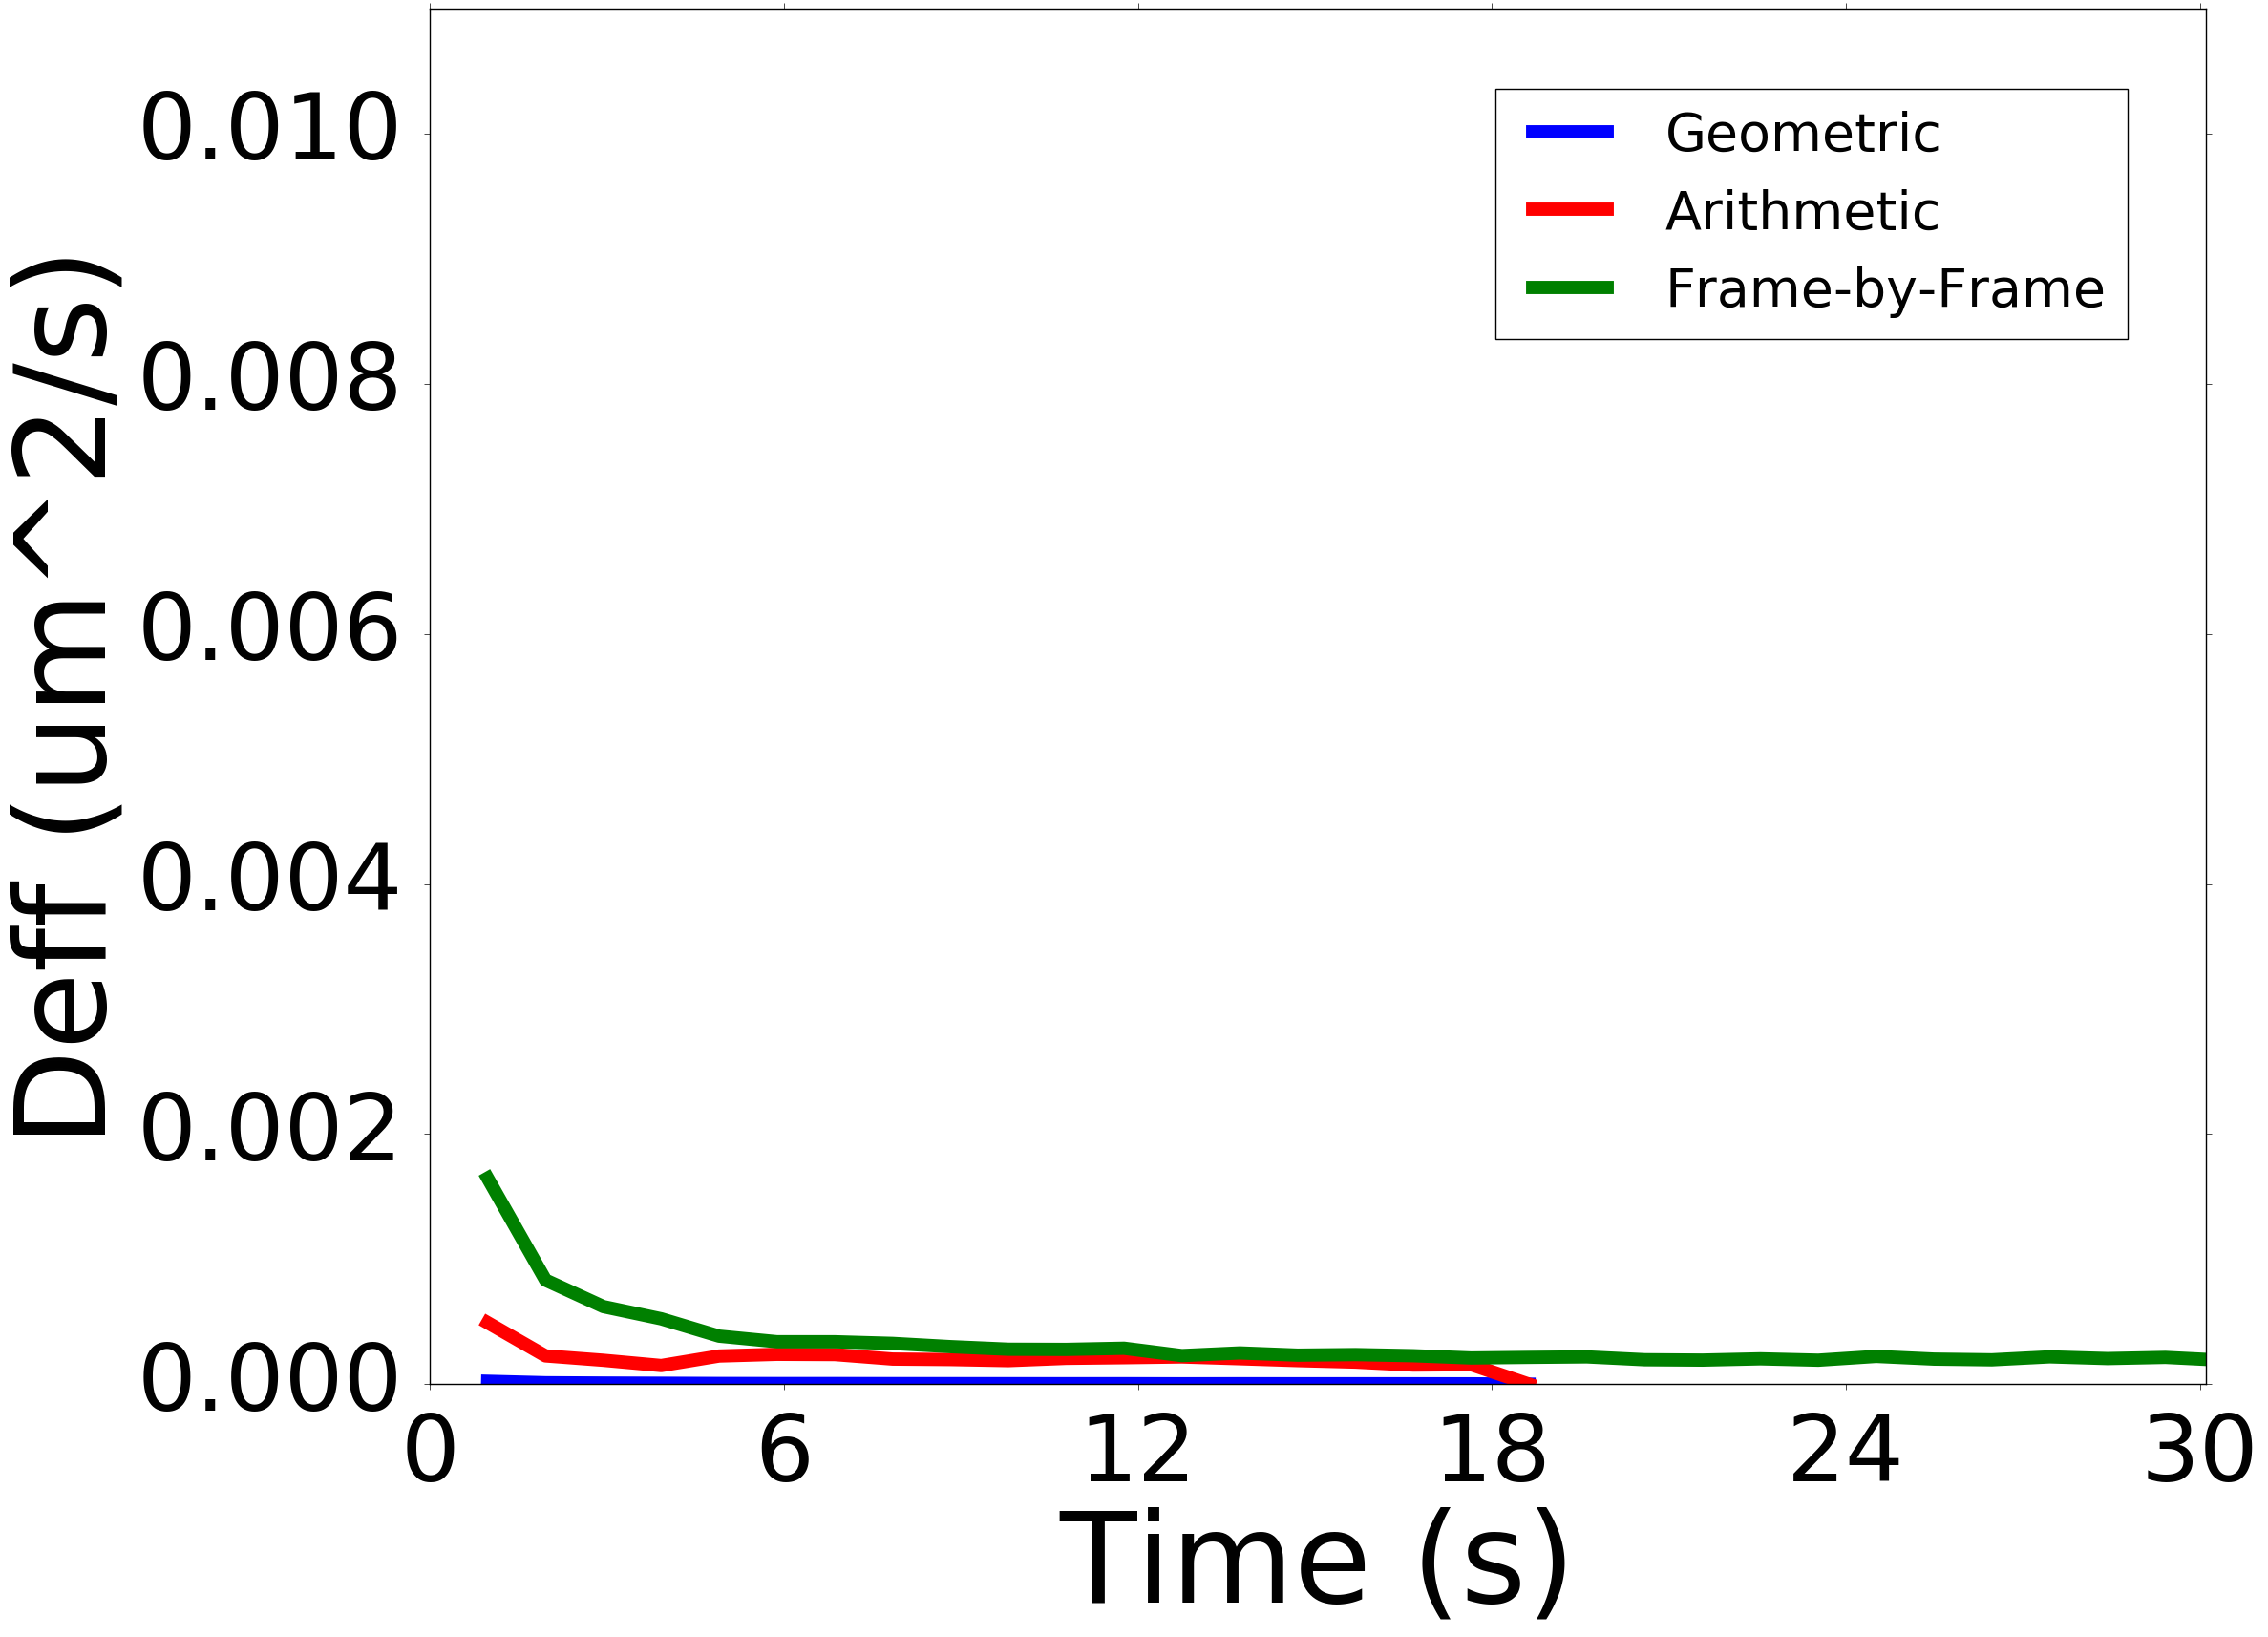 Deff (um^2/s)
0.010
0.008
0.006
0.004
0.002
0.000
Geometric
Arithmetic
Frame-by-Frame
0 6 12 18 24 30
Time (s)